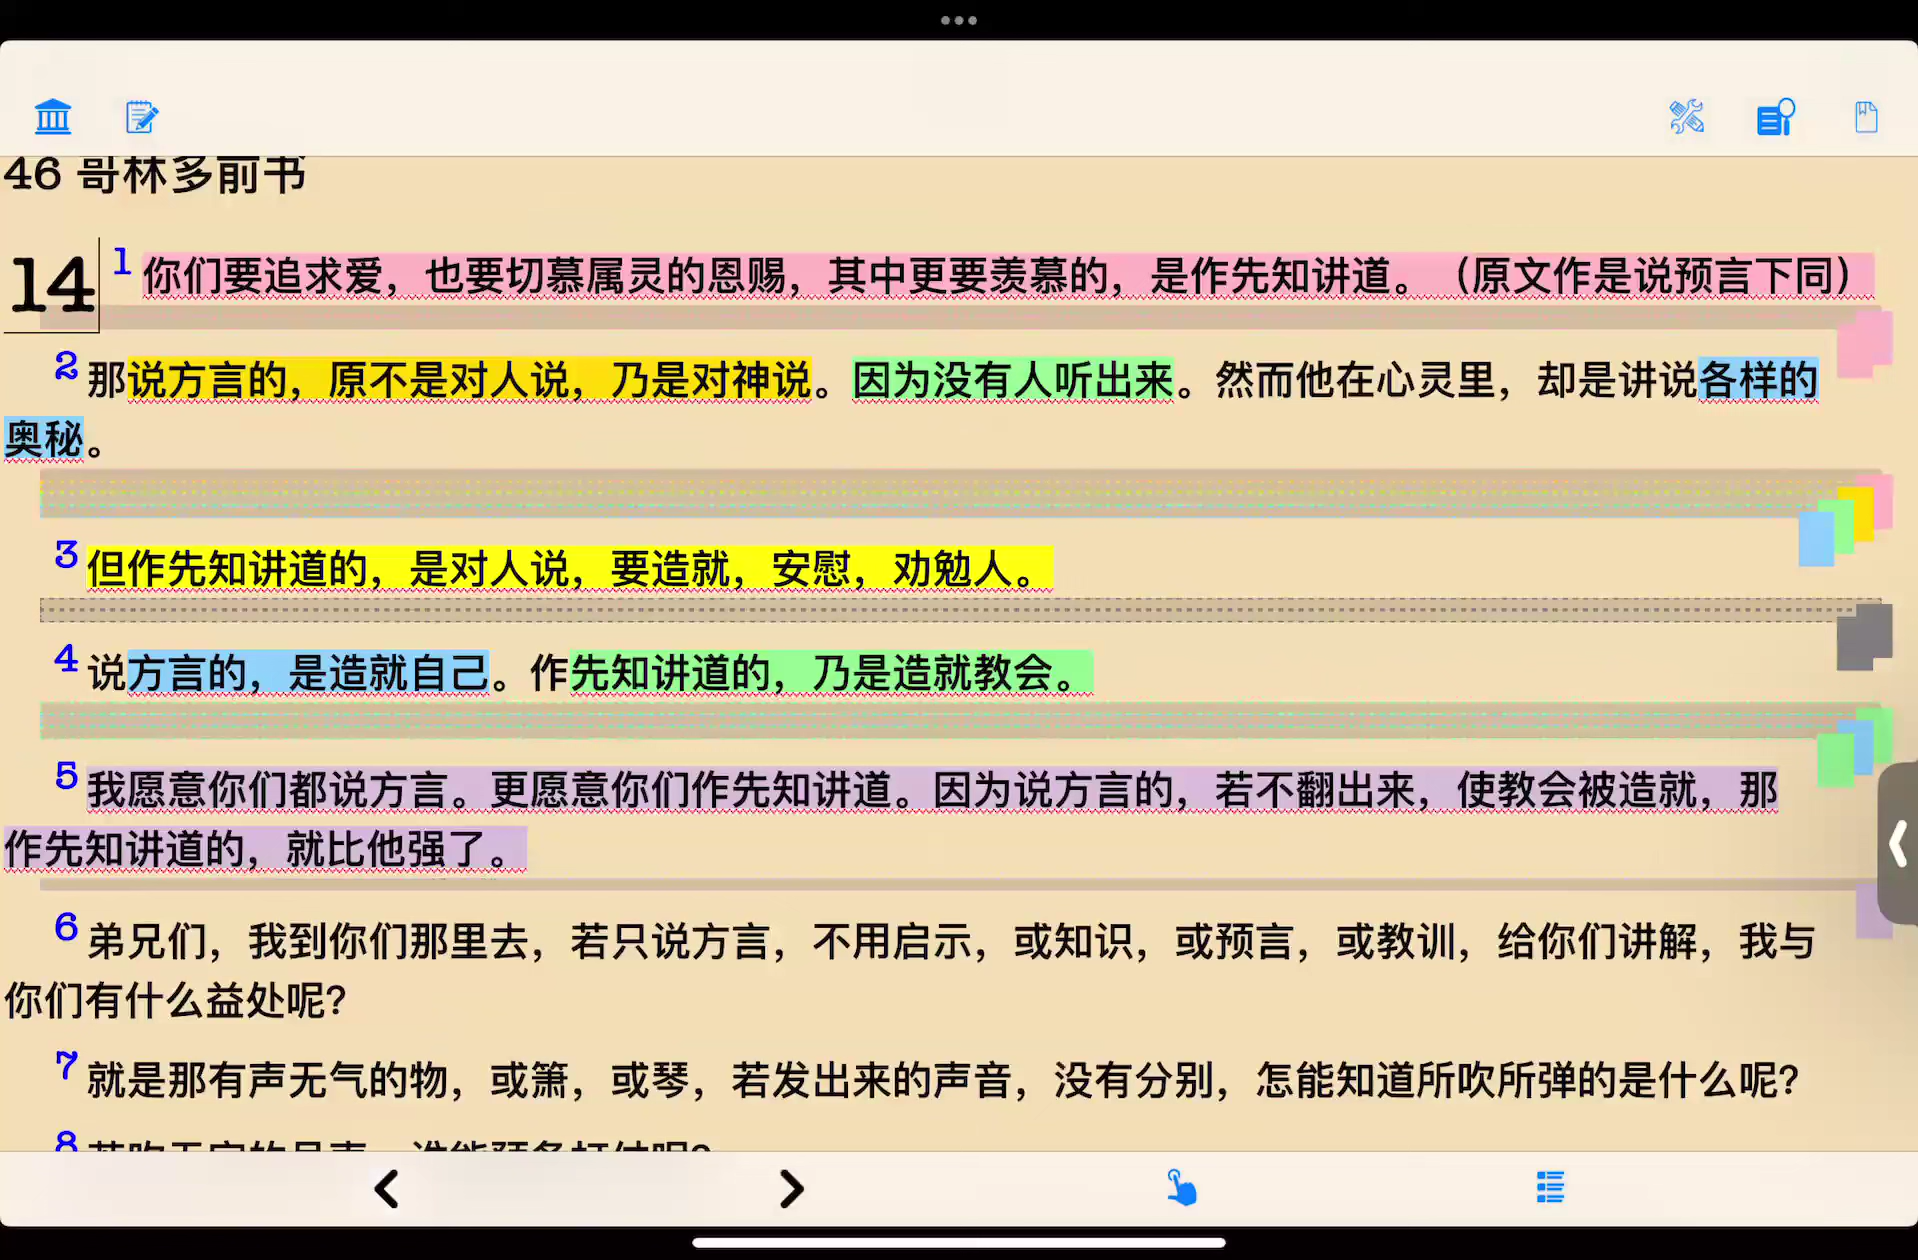 46 哥林多前书
14 1 你们要追求爱，也要切慕属灵的恩赐，其中更要羡慕的，是作先知讲道。（原文作是说预言下同）
2 那说方言的，原不是对人说，乃是对神说。因为没有人听出来。然而他在心灵里，却是讲说各样的
奥秘。
3 但作先知讲道的，是对人说，要造就，安慰，劝勉人。
4 说方言的，是造就自己。作先知讲道的，乃是造就教会。
5 我愿意你们都说方言。更愿意你们作先知讲道。因为说方言的，若不翻出来，使教会被造就，那
作先知讲道的，就比他强了。
6 弟兄们，我到你们那里去，若只说方言，不用启示，或知识，或预言，或教训，给你们讲解，我与
你们有什么益处呢?
7 就是那有声无气的物，或箫，或琴，若发出来的声音，没有分别，怎能知道所吹所弹的是什么呢?
8